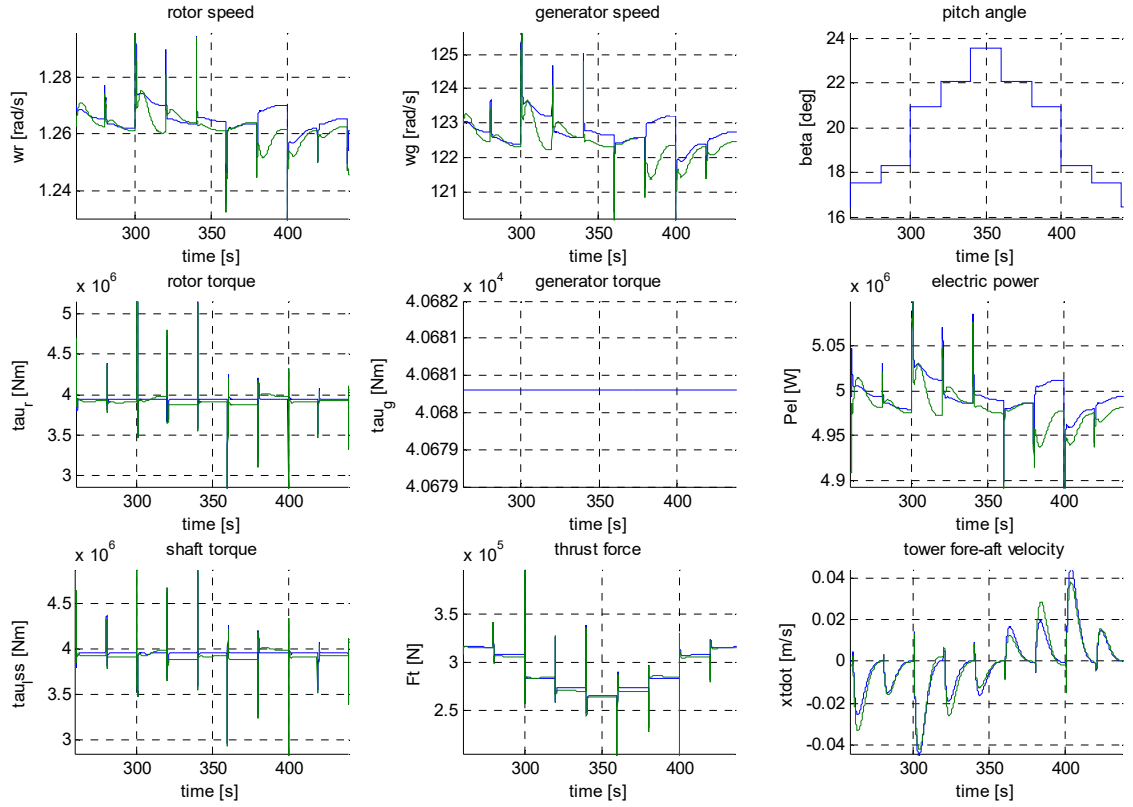 rotor speed
generator speed
pitch angle
wr [rad/s]
1.28
1.26
1.24
300 350 400
time [s]
wg [rad/s]
125
124
123
122
121
300 350 400
time [s]
beta [deg]
24
22
20
18
16
300 350 400
time [s]
rotor torque
generator torque
electric power
x 10^6
tau_r [Nm]
5
4.5
4
3.5
3
300 350 400
time [s]
x 10^4
tau_g [Nm]
4.0682
4.0681
4.0681
4.068
4.0679
4.0679
300 350 400
time [s]
x 10^6
Pel [W]
5.05
5
4.95
4.9
300 350 400
time [s]
shaft torque
thrust force
tower fore-aft velocity
x 10^6
tau_lss [Nm]
4.5
4
3.5
3
300 350 400
time [s]
x 10^5
Ft [N]
3.5
3
2.5
300 350 400
time [s]
xtdot [m/s]
0.04
0.02
0
-0.02
-0.04
300 350 400
time [s]